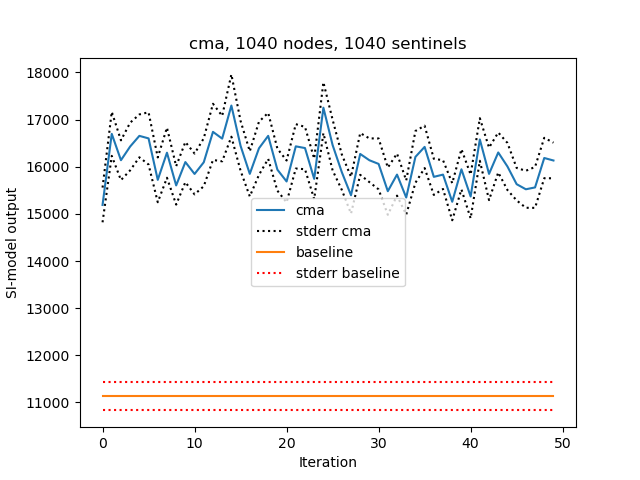 cma, 1040 nodes, 1040 sentinels
SI-model output
18000
17000
16000
15000
14000
13000
12000
11000
cma
stderr cma
baseline
stderr baseline
0 10 20 30 40 50
Iteration